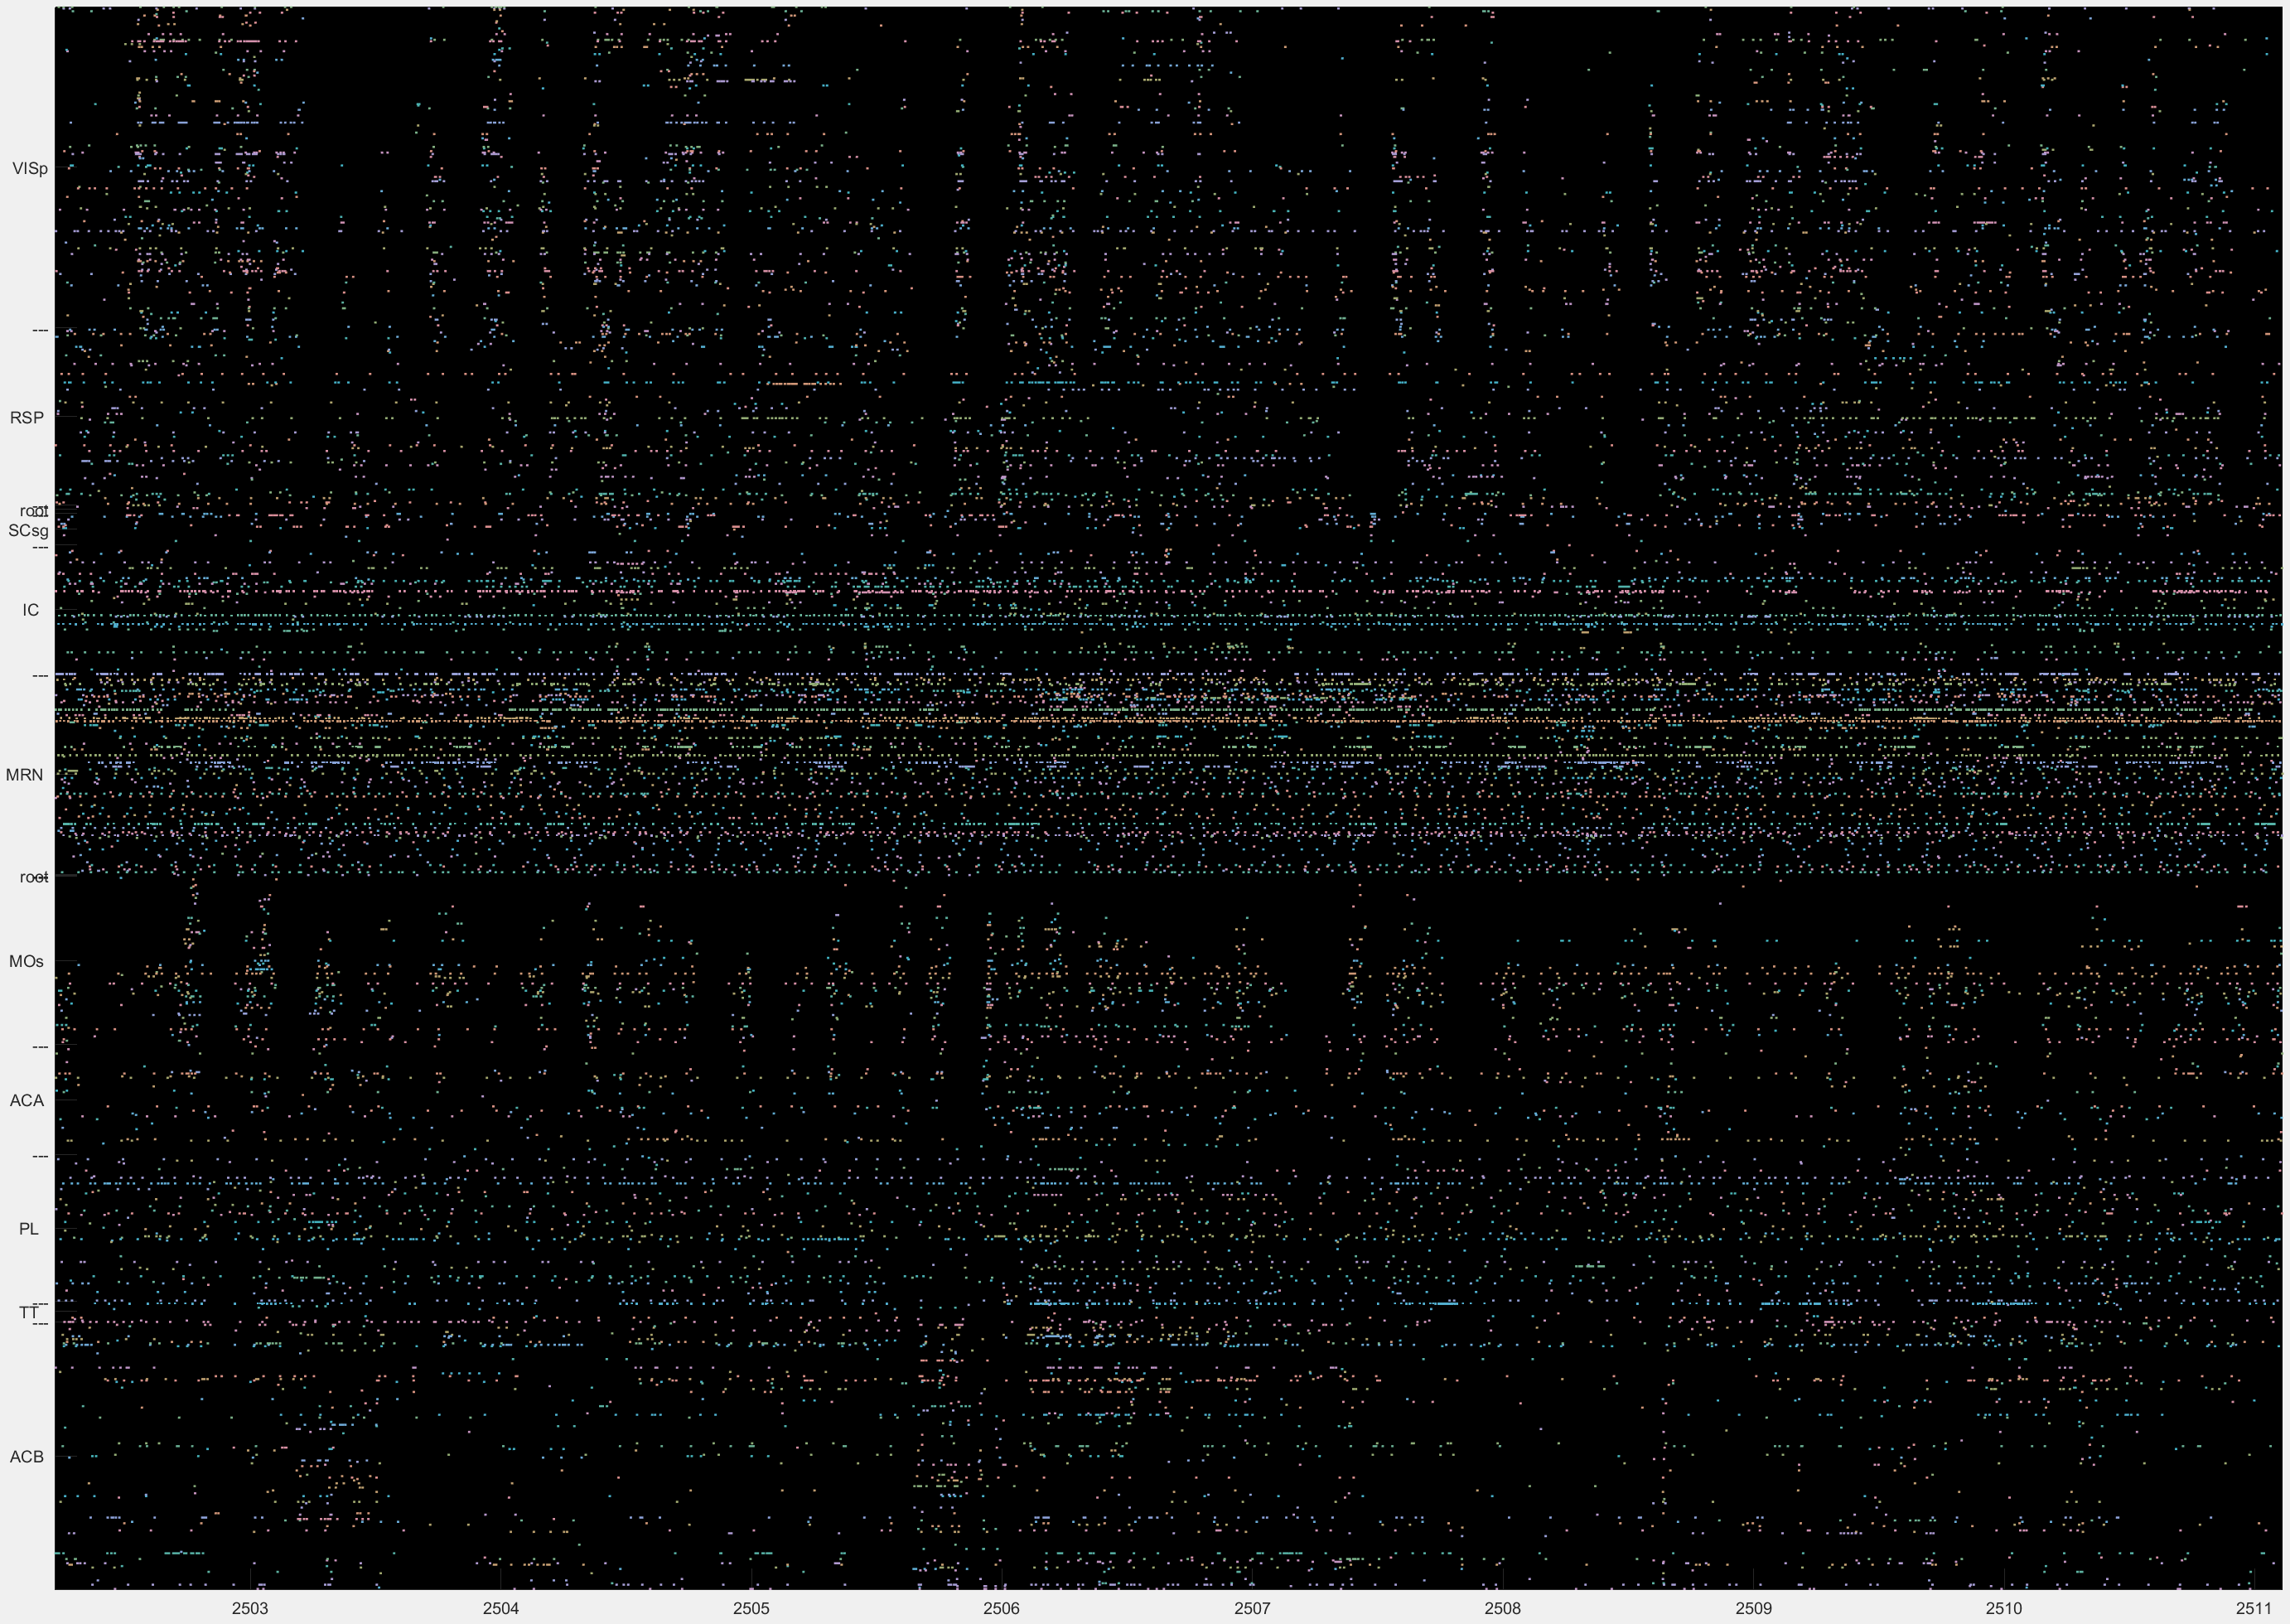 VISp
---
RSP
root
SCsg
---
IC
---
MRN
root
MOs
---
ACA
---
PL
---
TT
---
ACB
2503 2504 2505 2506 2507 2508 2509 2510 2511